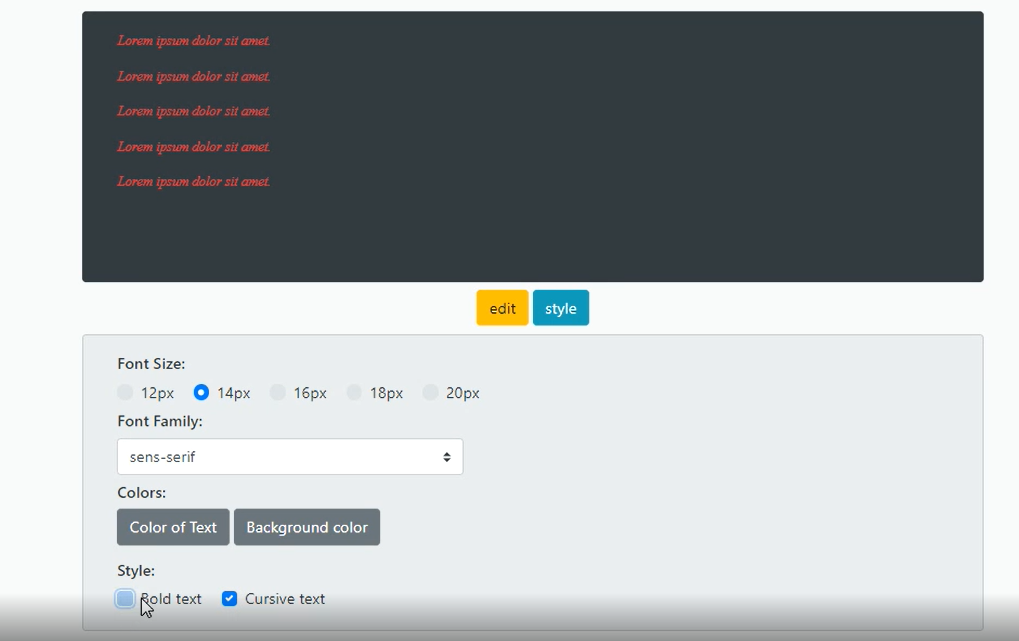 Lorem ipsum dolor sit amet.
Lorem ipsum dolor sit amet.
Lorem ipsum dolor sit amet.
Lorem ipsum dolor sit amet.
Lorem ipsum dolor sit amet.
edit style
Font Size:
12px 14px 16px 18px 20px
Font Family:
sens-serif
Colors:
Color of Text Background color
Style:
Bold text Cursive text